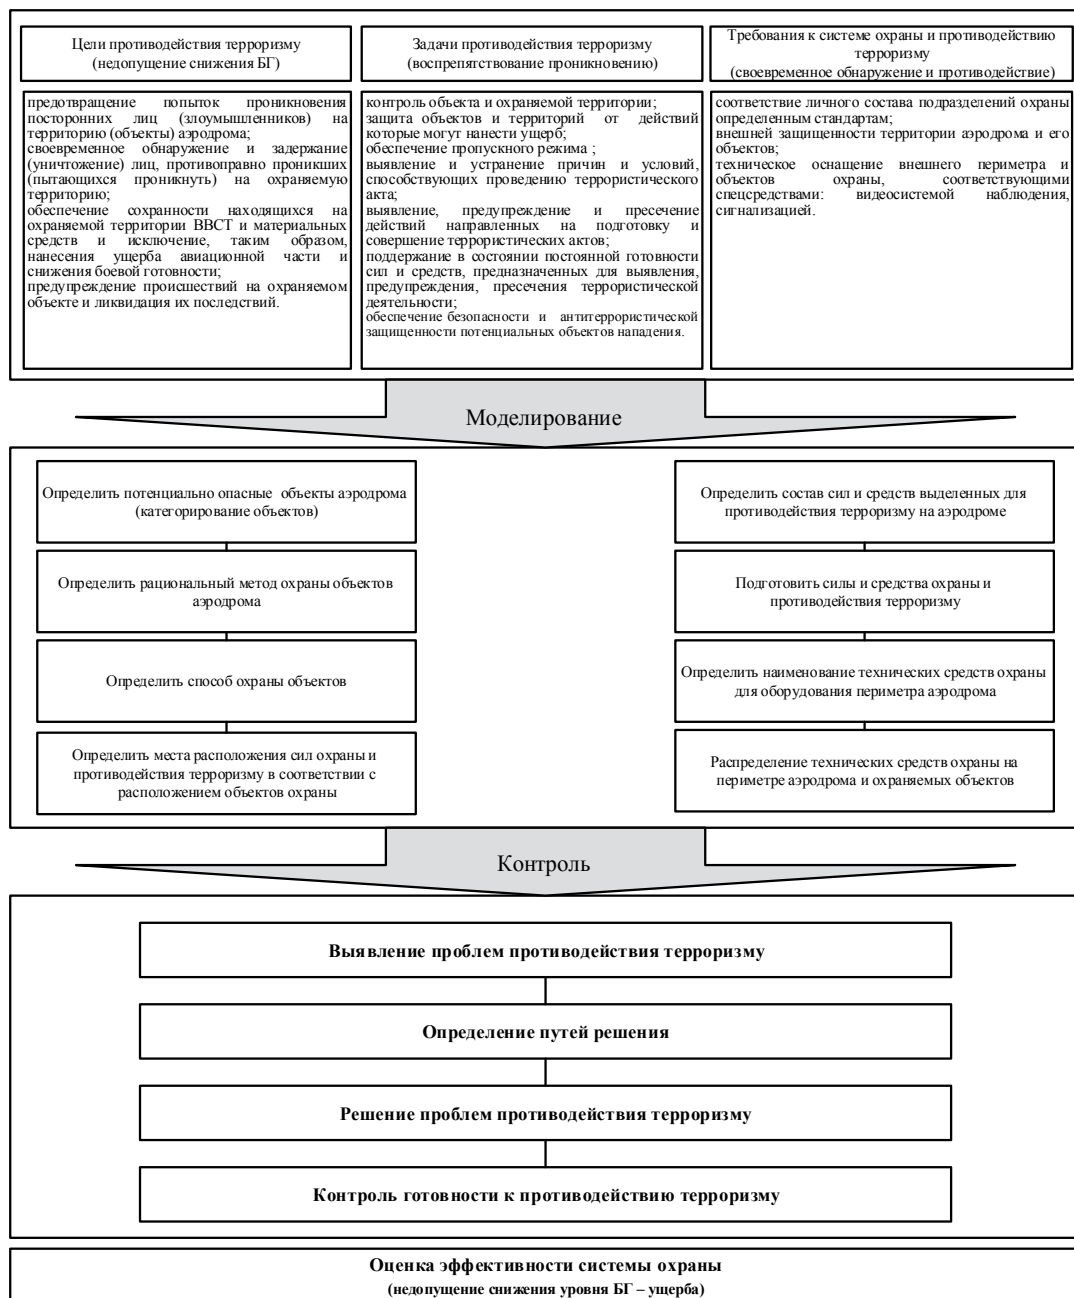 Цели противодействия терроризму
(недопущение снижения БГ)
предотвращение попыток проникновения
посторонних лиц (злоумышленников) на
территорию (объекты) аэродрома;
своевременное обнаружение и задержание
(уничтожение) лиц, противоправно проникших
(пытающихся проникнуть) на охраняемую
территорию;
обеспечение сохранности находящихся на
охраняемой территории ВВСТ и материальных
средств и исключение, таким образом,
нанесения ущерба авиационной части и
снижения боевой готовности;
предупреждение происшествий на охраняемом
объекте и ликвидация их последствий.
Задачи противодействия терроризму
(воспрепятствование проникновению)
контроль объекта и охраняемой территории;
защита объектов и территорий от действий
которые могут нанести ущерб;
обеспечение пропускного режима ;
выявление и устранение причин и условий,
способствующих проведению террористического
акта;
выявление, предупреждение и пресечение
действий направленных на подготовку и
совершение террористических актов;
поддержание в состоянии постоянной готовности
сил и средств, предназначенных для выявления,
предупреждения, пресечения террористической
деятельности;
обеспечение безопасности и антитеррористической
защищенности потенциальных объектов нападения.
Требования к системе охраны и противодействию
терроризму
(своевременное обнаружение и противодействие)
соответствие личного состава подразделений охраны
определенным стандартам;
внешней защищенности территории аэродрома и его
объектов;
техническое оснащение внешнего периметра и
объектов охраны, соответствующими
спецсредствами: видеосистемой наблюдения,
сигнализацией.
Моделирование
Определить потенциально опасные объекты аэродрома
(категорирование объектов)
Определить рациональный метод охраны объектов
аэродрома
Определить способ охраны объектов
Определить места расположения сил охраны и
противодействия терроризму в соответствии с
расположением объектов охраны
Определить состав сил и средств выделенных для
противодействия терроризму на аэродроме
Подготовить силы и средства охраны и
противодействия терроризму
Определить наименование технических средств охраны
для оборудования периметра аэродрома
Распределение технических средств охраны на
периметре аэродрома и охраняемых объектов
Контроль
Выявление проблем противодействия терроризму
Определение путей решения
Решение проблем противодействия терроризму
Контроль готовности к противодействию терроризму
Оценка эффективности системы охраны
(недопущение снижения уровня БГ – ущерба)